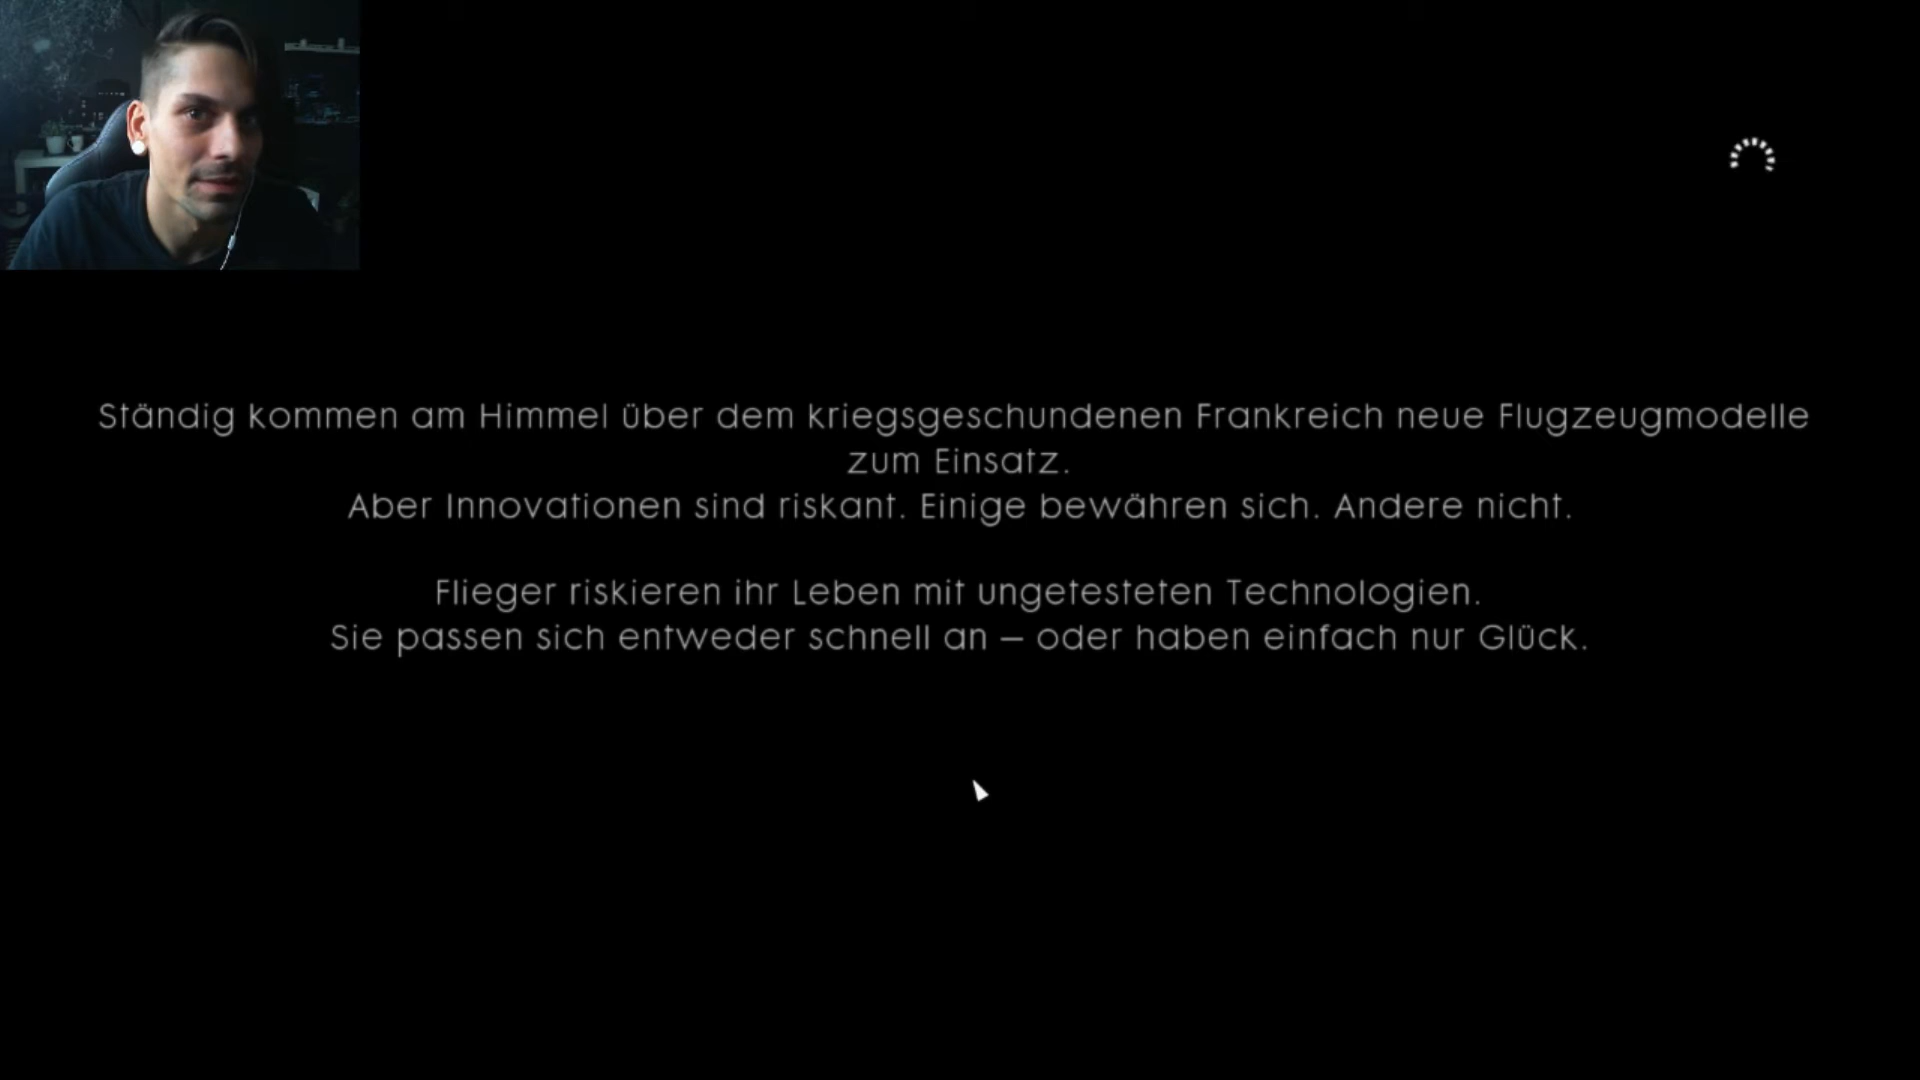 Ständig kommen am Himmel über dem kriegsgeschundenen Frankreich neue Flugzeugmodelle
zum Einsatz.
Aber Innovationen sind riskant. Einige bewähren sich. Andere nicht.
Flieger riskieren ihr Leben mit ungetesteten Technologien.
Sie passen sich entweder schnell an – oder haben einfach nur Glück.